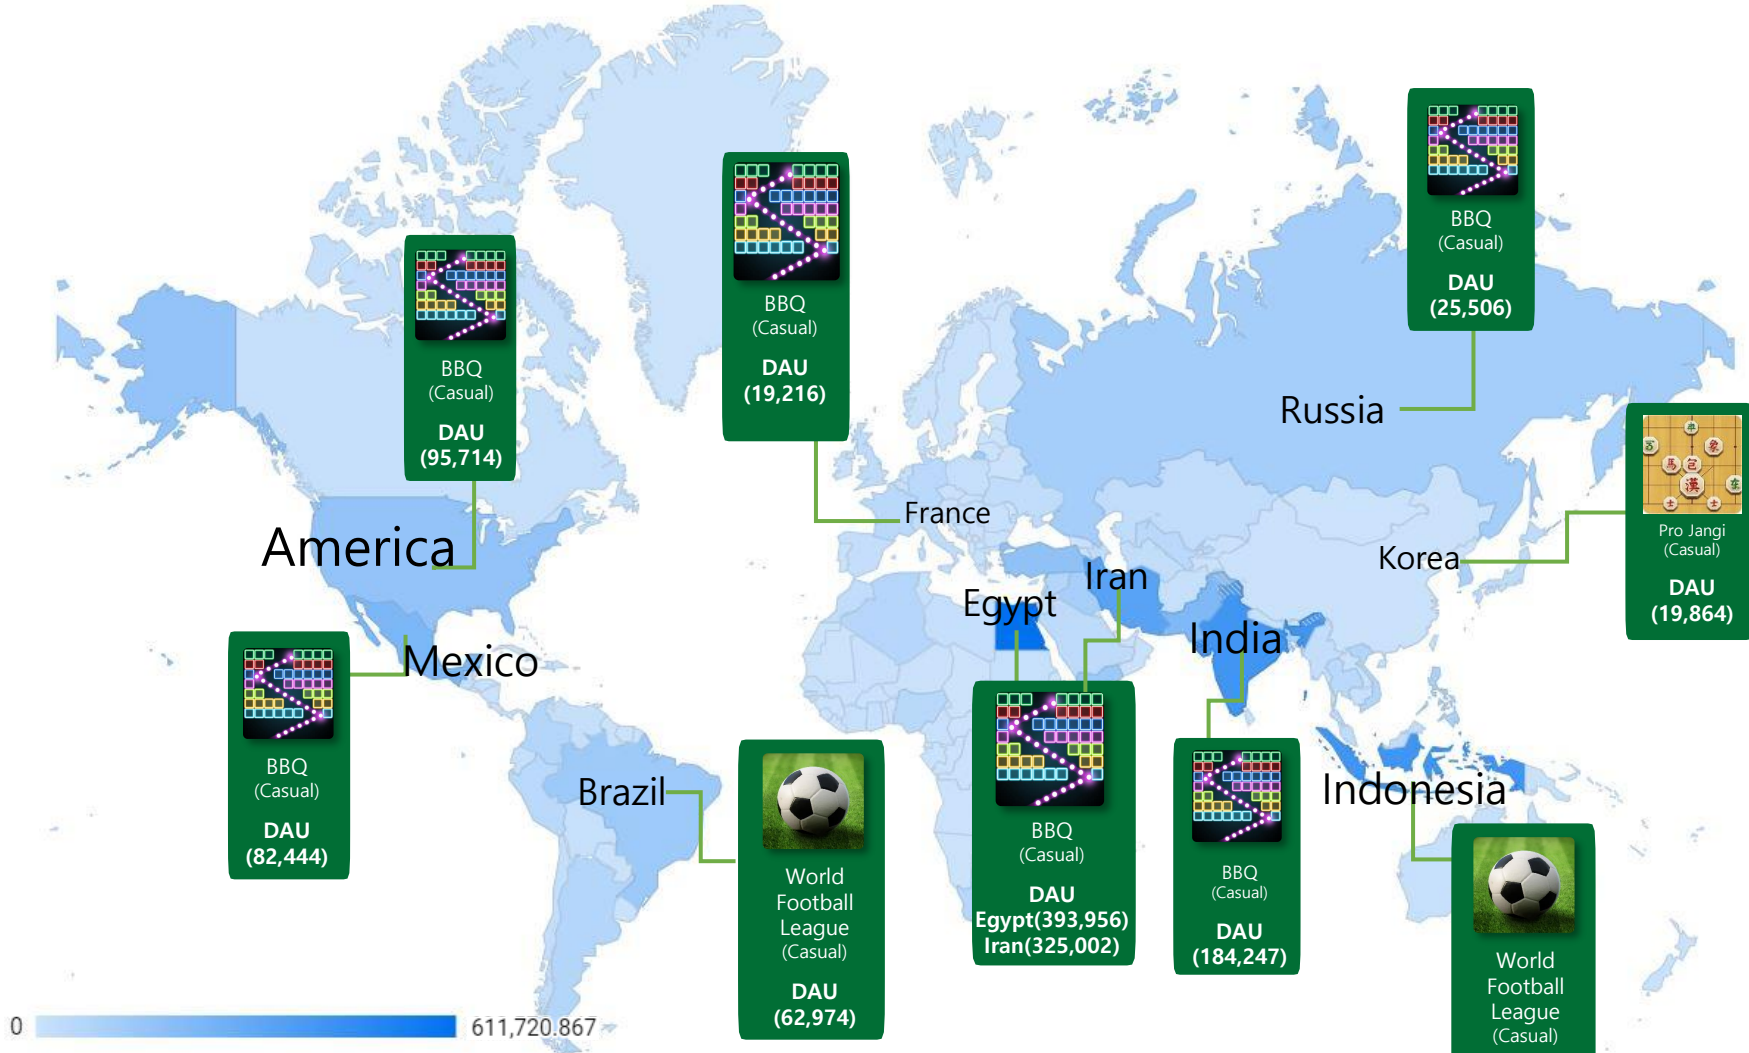 BBQ
(Casual)
DAU
(25,506)
BBQ
(Casual)
DAU
(19,216)
BBQ
(Casual)
DAU
(95,714)
Russia
France
America
Korea
Pro Jangi
(Casual)
DAU
(19,864)
Iran
Egypt
India
Mexico
BBQ
(Casual)
DAU
(82,444)
Brazil
World
Football
League
(Casual)
DAU
(62,974)
BBQ
(Casual)
DAU
Egypt(393,956)
Iran(325,002)
BBQ
(Casual)
DAU
(184,247)
Indonesia
World
Football
League
(Casual)
0
611,720.867